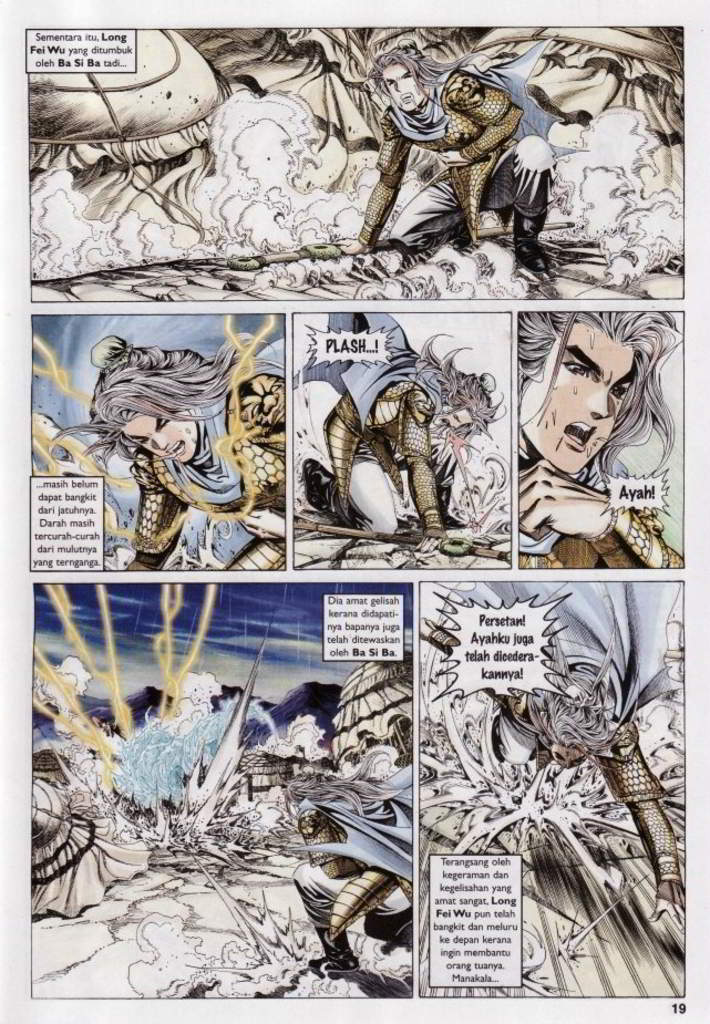 Sementara itu, Long
Fei Wu yang ditumbuk
oleh Ba Si Ba tadi...
...masih belum
dapat bangkit
dari jatuhnya.
Darah masih
tercurah-curah
dari mulutnya
yang ternganga.
PLASH...!
Ayah!
Dia amat gelisah
kerana didapati-
nya bapanya juga
telah ditewaskan
oleh Ba Si Ba.
Persetan!
Ayahku juga
telah dicedera-
kannya!
Terangsang oleh
kegeraman dan
kegelisahan yang
amat sangat, Long
Fei Wu pun telah
bangkit dan meluru
ke depan kerana
ingin membantu
orang tuanya.
Manakala...
19